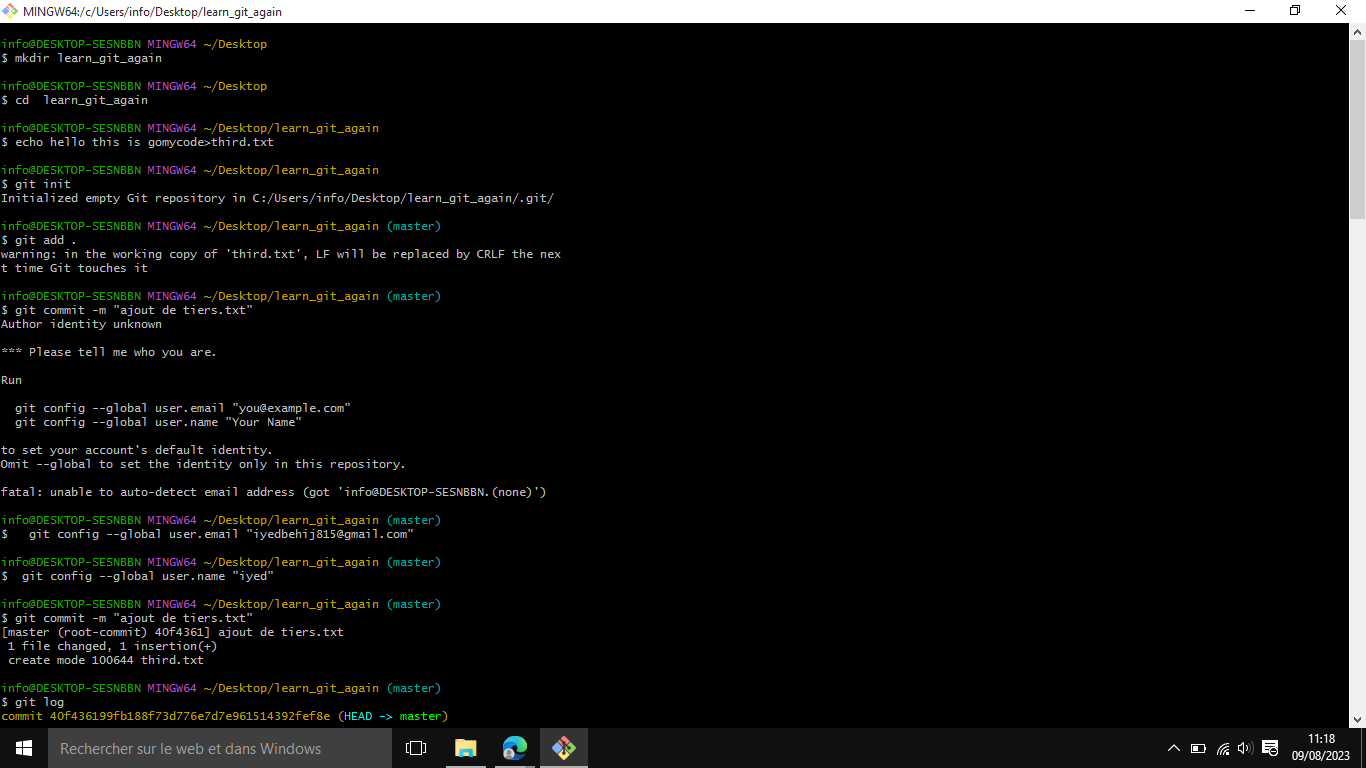 MINGW64:/c/Users/info/Desktop/learn_git_again
info@DESKTOP-SESNBBN MINGW64 ~/Desktop
$ mkdir learn_git_again
info@DESKTOP-SESNBBN MINGW64 ~/Desktop
$ cd  learn_git_again
info@DESKTOP-SESNBBN MINGW64 ~/Desktop/learn_git_again
$ echo hello this is gomycode>third.txt
info@DESKTOP-SESNBBN MINGW64 ~/Desktop/learn_git_again
$ git init
Initialized empty Git repository in C:/Users/info/Desktop/learn_git_again/.git/
info@DESKTOP-SESNBBN MINGW64 ~/Desktop/learn_git_again (master)
$ git add .
warning: in the working copy of 'third.txt', LF will be replaced by CRLF the nex
t time Git touches it
info@DESKTOP-SESNBBN MINGW64 ~/Desktop/learn_git_again (master)
$ git commit -m "ajout de tiers.txt"
Author identity unknown
*** Please tell me who you are.
Run
  git config --global user.email "you@example.com"
  git config --global user.name "Your Name"
to set your account's default identity.
Omit --global to set the identity only in this repository.
fatal: unable to auto-detect email address (got 'info@DESKTOP-SESNBBN.(none)')
info@DESKTOP-SESNBBN MINGW64 ~/Desktop/learn_git_again (master)
$   git config --global user.email "iyedbehij815@gmail.com"
info@DESKTOP-SESNBBN MINGW64 ~/Desktop/learn_git_again (master)
$  git config --global user.name "iyed"
info@DESKTOP-SESNBBN MINGW64 ~/Desktop/learn_git_again (master)
$ git commit -m "ajout de tiers.txt"
[master (root-commit) 40f4361] ajout de tiers.txt
 1 file changed, 1 insertion(+)
 create mode 100644 third.txt
info@DESKTOP-SESNBBN MINGW64 ~/Desktop/learn_git_again (master)
$ git log
commit 40f436199fb188f73d776e7d7e961514392fef8e (HEAD -> master)
Rechercher sur le web et dans Windows
11:18
09/08/2023